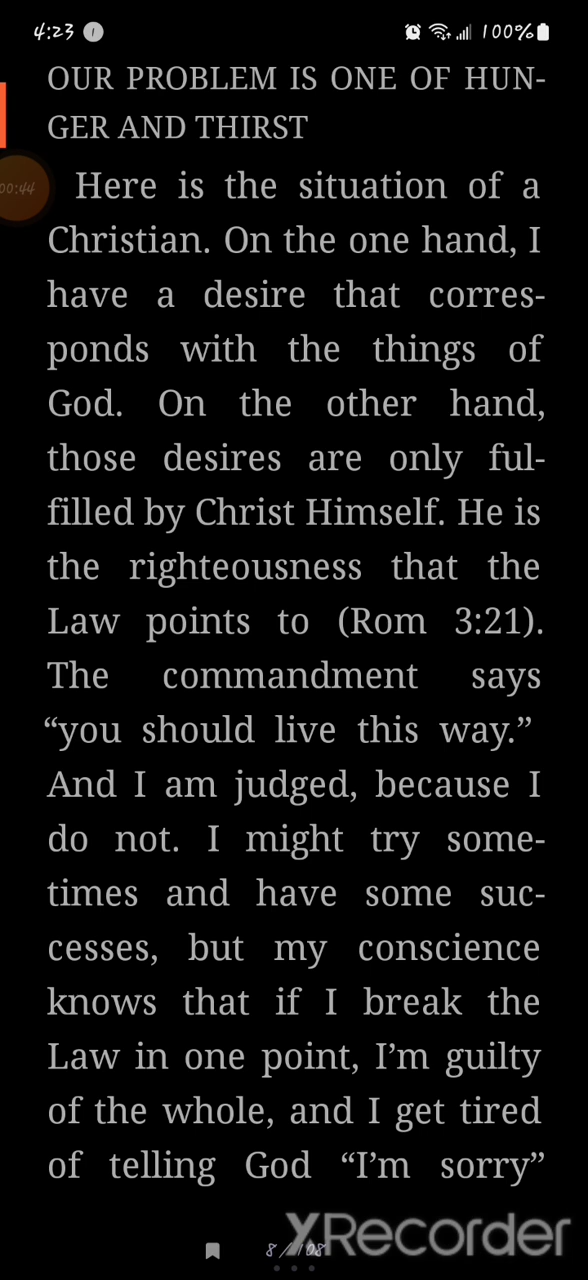 4:23
100%
OUR PROBLEM IS ONE OF HUN-
GER AND THIRST
00:44
Here is the situation of a
Christian. On the one hand, I
have a desire that corres-
ponds with the things of
God. On the other hand,
those desires are only ful-
filled by Christ Himself. He is
the righteousness that the
Law points to (Rom 3:21).
The commandment says
“you should live this way.”
And I am judged, because I
do not. I might try some-
times and have some suc-
cesses, but my conscience
knows that if I break the
Law in one point, I’m guilty
of the whole, and I get tired
of telling God “I’m sorry”
8/108
XRecorder